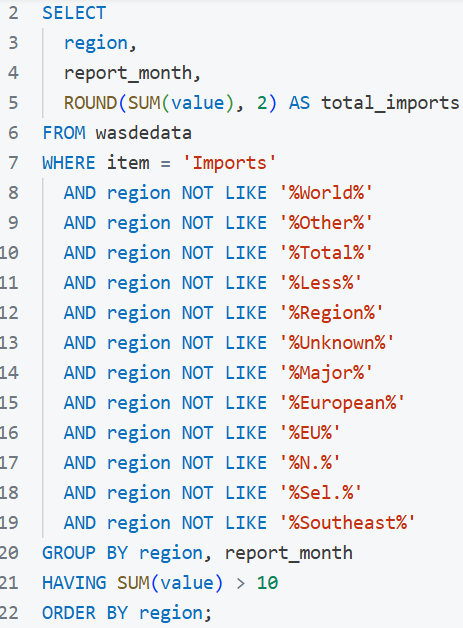 2 SELECT
3 region,
4 report_month,
5 ROUND(SUM(value), 2) AS total_imports
6 FROM wasdedata
7 WHERE item = 'Imports'
8 AND region NOT LIKE '%World%'
9 AND region NOT LIKE '%Other%'
10 AND region NOT LIKE '%Total%'
11 AND region NOT LIKE '%Less%'
12 AND region NOT LIKE '%Region%'
13 AND region NOT LIKE '%Unknown%'
14 AND region NOT LIKE '%Major%'
15 AND region NOT LIKE '%European%'
16 AND region NOT LIKE '%EU%'
17 AND region NOT LIKE '%N.%'
18 AND region NOT LIKE '%Sel.%'
19 AND region NOT LIKE '%Southeast%'
20 GROUP BY region, report_month
21 HAVING SUM(value) > 10
22 ORDER BY region;